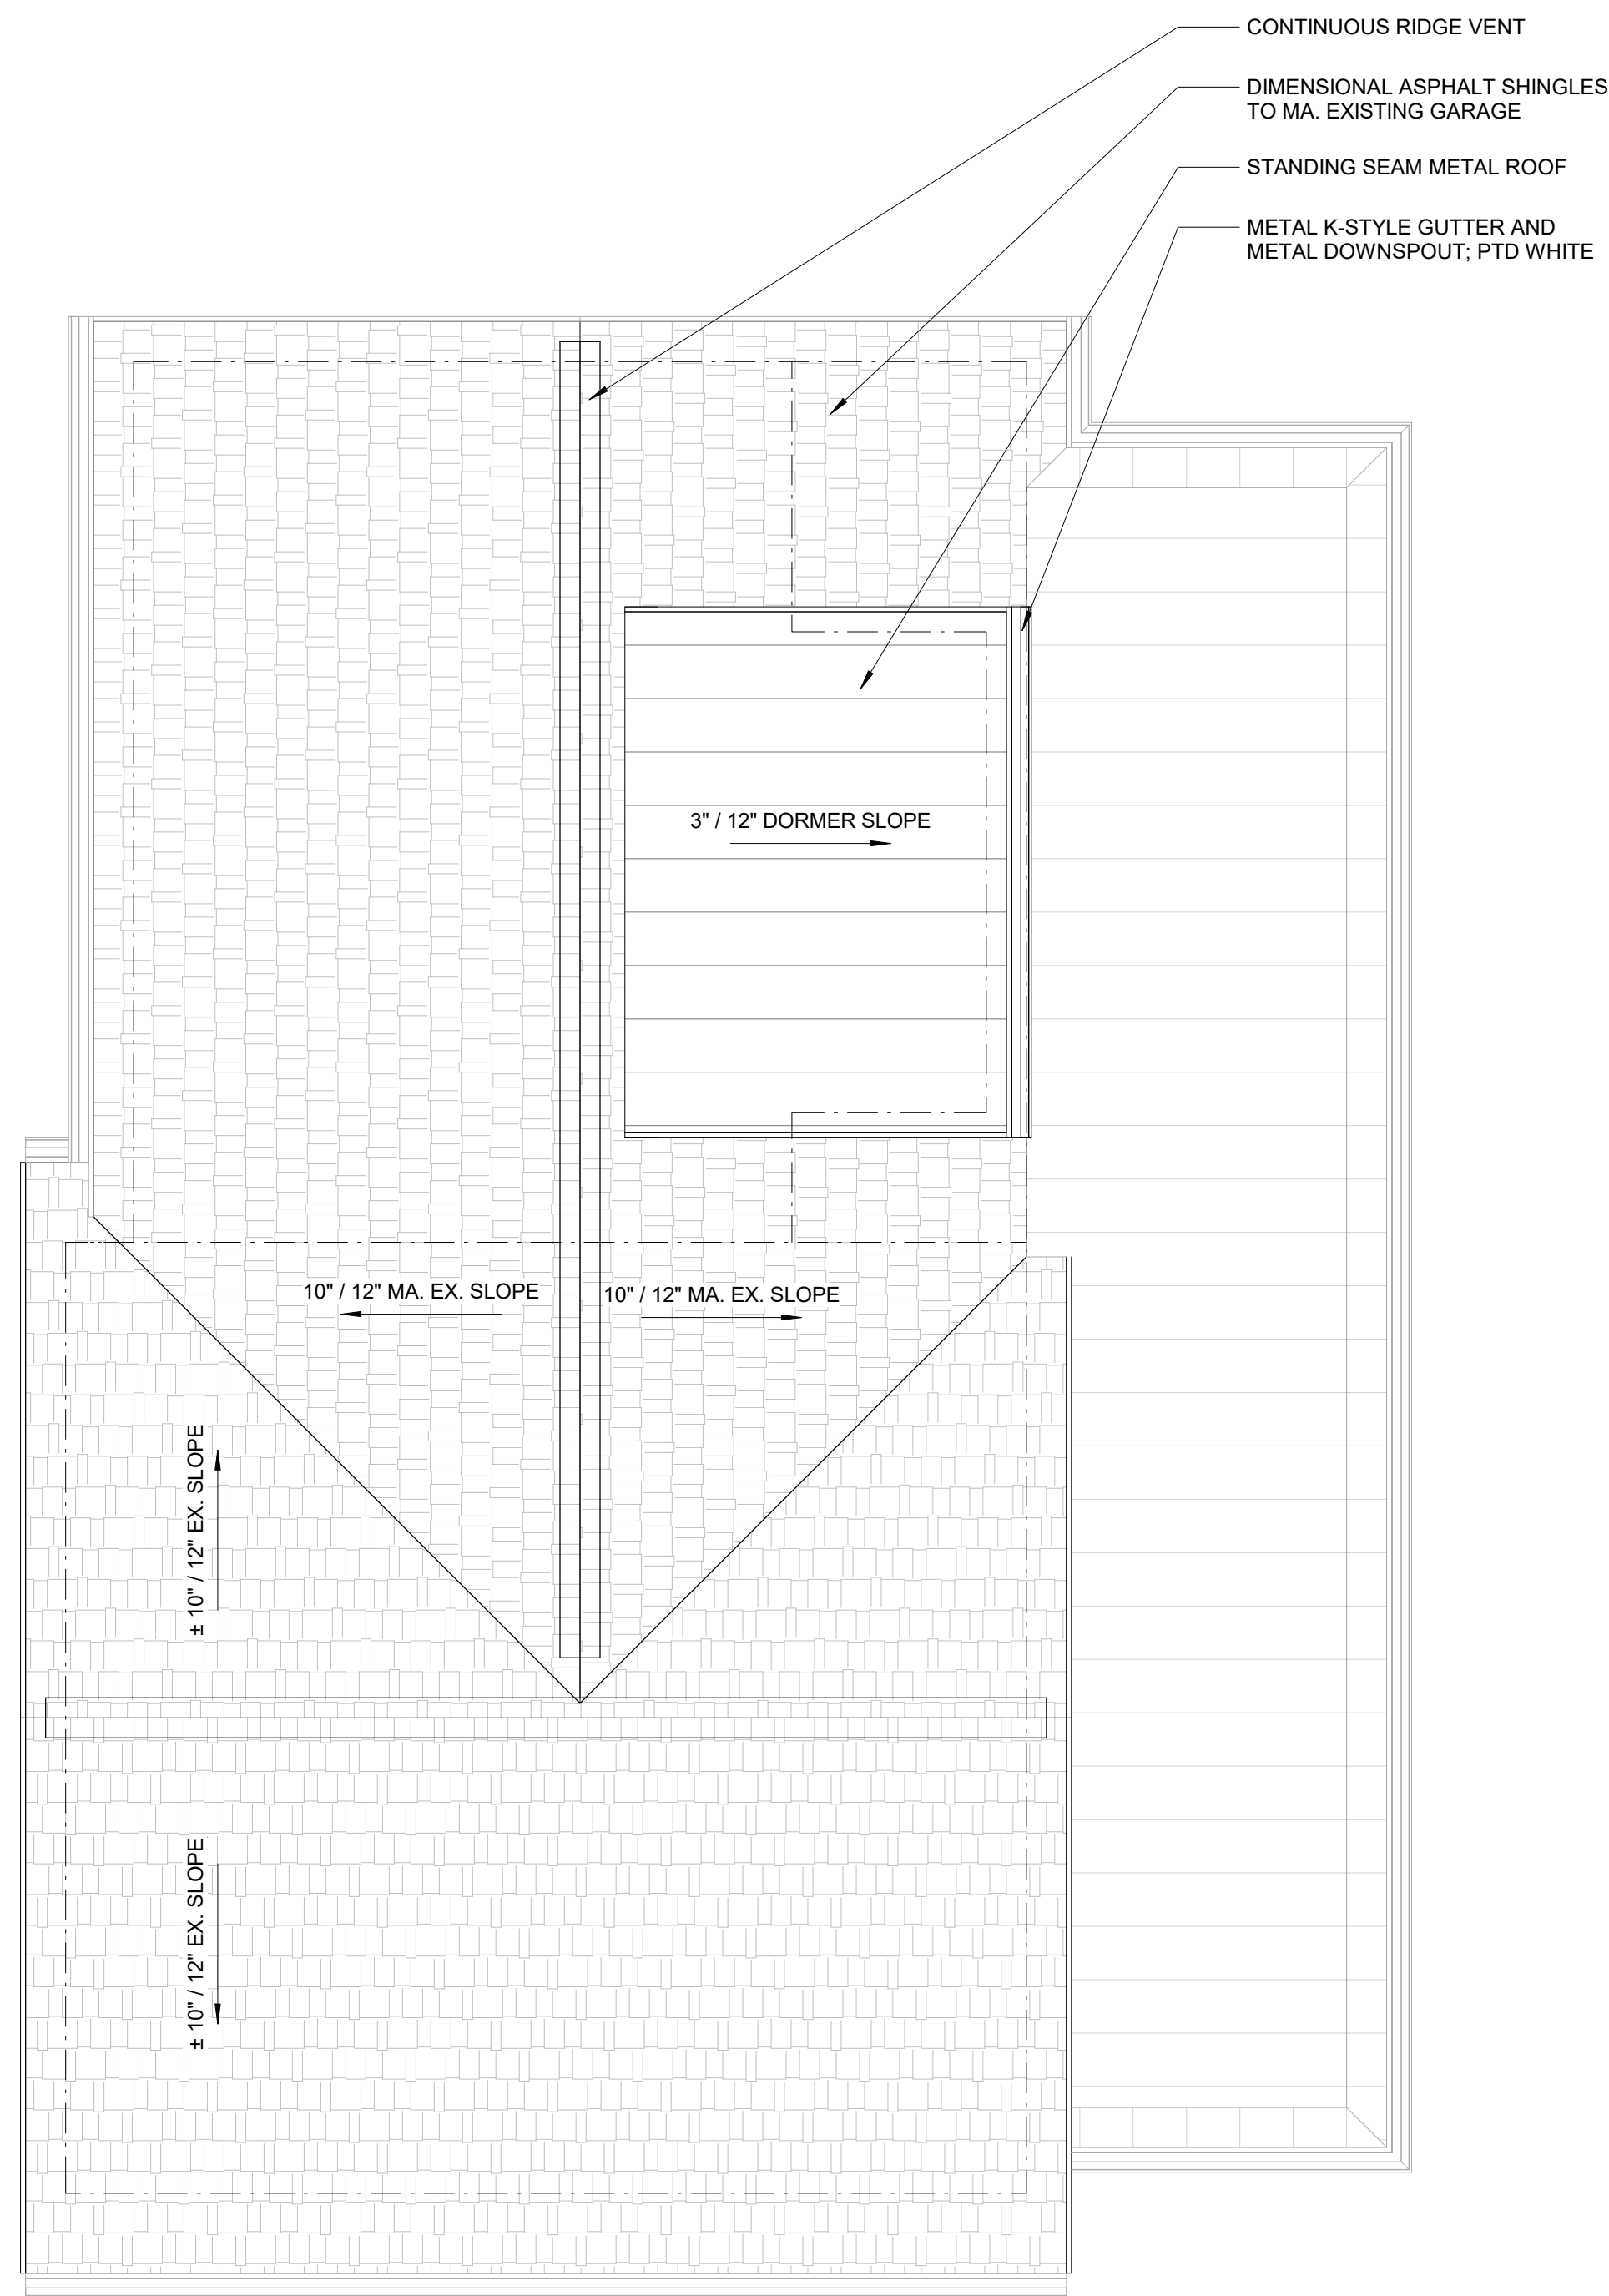 CONTINUOUS RIDGE VENT
DIMENSIONAL ASPHALT SHINGLES
TO MA. EXISTING GARAGE
STANDING SEAM METAL ROOF
METAL K-STYLE GUTTER AND
METAL DOWNSPOUT; PTD WHITE
3" / 12" DORMER SLOPE
10" / 12" MA. EX. SLOPE
10" / 12" MA. EX. SLOPE
± 10" / 12" EX. SLOPE
± 10" / 12" EX. SLOPE